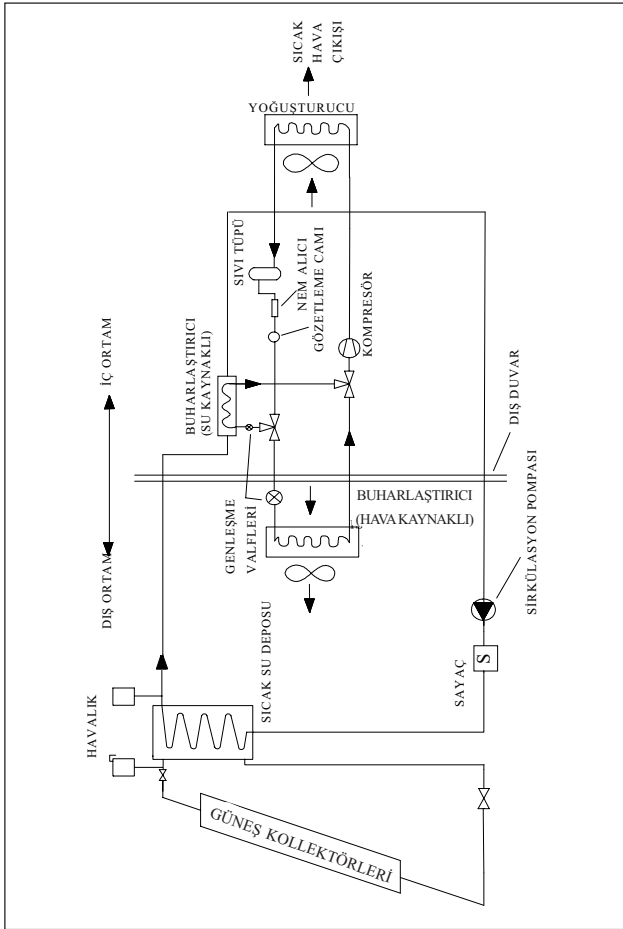 SICAK
HAVA
ÇIKIŞI
YOĞUŞTURUCU
SIVI TÜPÜ
NEM ALICI
GÖZETLEME CAMI
KOMPRESÖR
İÇ ORTAM
BUHARLAŞTIRICI
(SU KAYNAKLI)
DIŞ DUVAR
BUHARLAŞTIRICI
(HAVA KAYNAKLI)
GENLEŞME
VALFLERİ
DIŞ ORTAM
SİRKÜLASYON POMPASI
SAYAÇ
S
SICAK SU DEPOSU
HAVALIK
GÜNEŞ KOLLEKTÖRLERİ